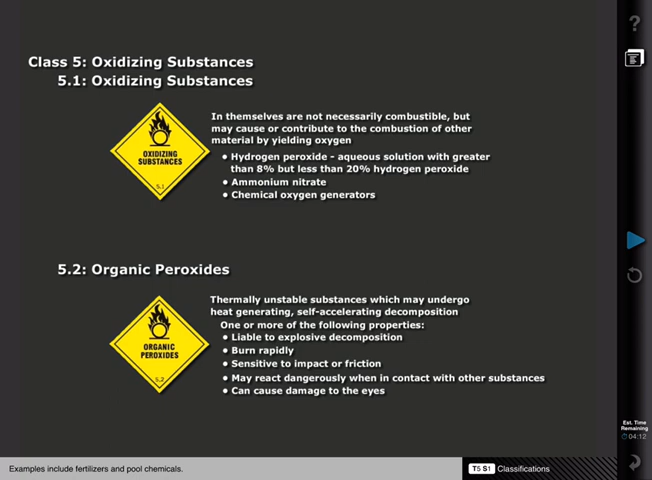 Class 5: Oxidizing Substances
5.1: Oxidizing Substances
In themselves are not necessarily combustible, but
may cause or contribute to the combustion of other
material by yielding oxygen
• Hydrogen peroxide - aqueous solution with greater
than 8% but less than 20% hydrogen peroxide
• Ammonium nitrate
• Chemical oxygen generators
OXIDIZING
SUBSTANCES
5.1
5.2: Organic Peroxides
Thermally unstable substances which may undergo
heat generating, self-accelerating decomposition
One or more of the following properties:
• Liable to explosive decomposition
• Burn rapidly
• Sensitive to impact or friction
• May react dangerously when in contact with other substances
• Can cause damage to the eyes
ORGANIC
PEROXIDES
5.2
?
Est. Time
Remaining
04:12
Examples include fertilizers and pool chemicals.
T5 S1 Classifications